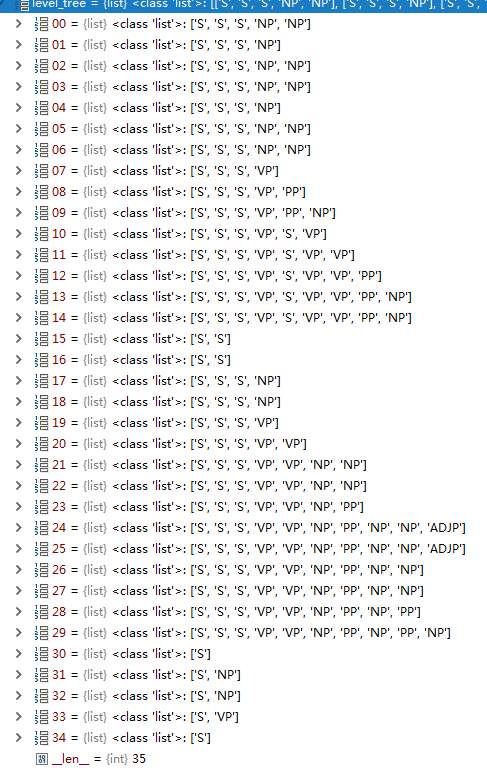 level_tree = {list} <class 'list'>: [['S', 'S', 'S', 'NP', 'NP'], ['S', 'S', 'S', 'NP'], ['S', 'S', 'S
00 = {list} <class 'list'>: ['S', 'S', 'S', 'NP', 'NP']
01 = {list} <class 'list'>: ['S', 'S', 'S', 'NP']
02 = {list} <class 'list'>: ['S', 'S', 'S', 'NP', 'NP']
03 = {list} <class 'list'>: ['S', 'S', 'S', 'NP', 'NP']
04 = {list} <class 'list'>: ['S', 'S', 'S', 'NP']
05 = {list} <class 'list'>: ['S', 'S', 'S', 'NP', 'NP']
06 = {list} <class 'list'>: ['S', 'S', 'S', 'NP', 'NP']
07 = {list} <class 'list'>: ['S', 'S', 'S', 'VP']
08 = {list} <class 'list'>: ['S', 'S', 'S', 'VP', 'PP']
09 = {list} <class 'list'>: ['S', 'S', 'S', 'VP', 'PP', 'NP']
10 = {list} <class 'list'>: ['S', 'S', 'S', 'VP', 'S', 'VP']
11 = {list} <class 'list'>: ['S', 'S', 'S', 'VP', 'S', 'VP', 'VP']
12 = {list} <class 'list'>: ['S', 'S', 'S', 'VP', 'S', 'VP', 'VP', 'PP']
13 = {list} <class 'list'>: ['S', 'S', 'S', 'VP', 'S', 'VP', 'VP', 'PP', 'NP']
14 = {list} <class 'list'>: ['S', 'S', 'S', 'VP', 'S', 'VP', 'VP', 'PP', 'NP']
15 = {list} <class 'list'>: ['S', 'S']
16 = {list} <class 'list'>: ['S', 'S']
17 = {list} <class 'list'>: ['S', 'S', 'S', 'NP']
18 = {list} <class 'list'>: ['S', 'S', 'S', 'NP']
19 = {list} <class 'list'>: ['S', 'S', 'S', 'VP']
20 = {list} <class 'list'>: ['S', 'S', 'S', 'VP', 'VP']
21 = {list} <class 'list'>: ['S', 'S', 'S', 'VP', 'VP', 'NP', 'NP']
22 = {list} <class 'list'>: ['S', 'S', 'S', 'VP', 'VP', 'NP', 'NP']
23 = {list} <class 'list'>: ['S', 'S', 'S', 'VP', 'VP', 'NP', 'PP']
24 = {list} <class 'list'>: ['S', 'S', 'S', 'VP', 'VP', 'NP', 'PP', 'NP', 'NP', 'ADJP']
25 = {list} <class 'list'>: ['S', 'S', 'S', 'VP', 'VP', 'NP', 'PP', 'NP', 'NP', 'ADJP']
26 = {list} <class 'list'>: ['S', 'S', 'S', 'VP', 'VP', 'NP', 'PP', 'NP', 'NP']
27 = {list} <class 'list'>: ['S', 'S', 'S', 'VP', 'VP', 'NP', 'PP', 'NP', 'NP']
28 = {list} <class 'list'>: ['S', 'S', 'S', 'VP', 'VP', 'NP', 'PP', 'NP', 'PP']
29 = {list} <class 'list'>: ['S', 'S', 'S', 'VP', 'VP', 'NP', 'PP', 'NP', 'PP', 'NP']
30 = {list} <class 'list'>: ['S']
31 = {list} <class 'list'>: ['S', 'NP']
32 = {list} <class 'list'>: ['S', 'NP']
33 = {list} <class 'list'>: ['S', 'VP']
34 = {list} <class 'list'>: ['S']
__len__ = {int} 35